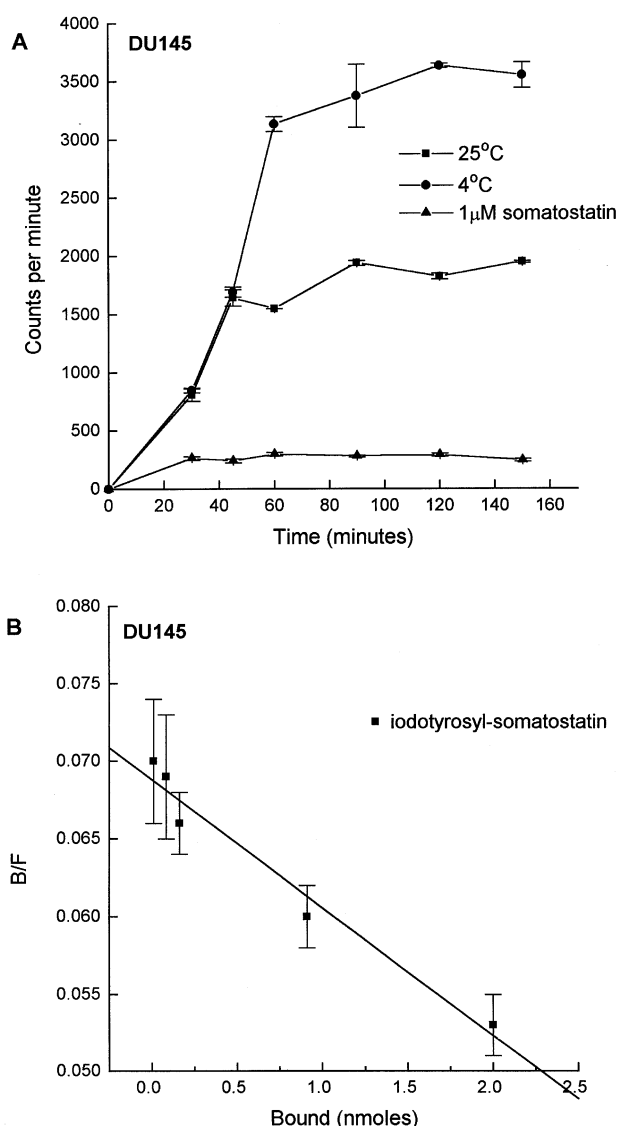 A
DU145
4000
3500
3000
2500
2000
1500
1000
500
0
Counts per minute
25°C
4°C
1μM somatostatin
0 20 40 60 80 100 120 140 160
Time (minutes)
B
DU145
0.080
0.075
0.070
0.065
0.060
0.055
0.050
B/F
iodotyrosyl-somatostatin
0.0 0.5 1.0 1.5 2.0 2.5
Bound (nmoles)